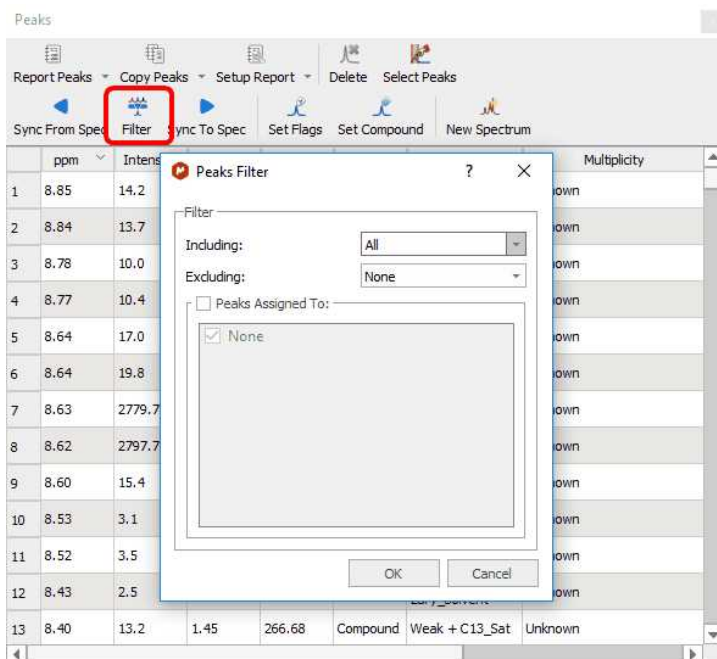 Peaks
Report Peaks Copy Peaks Setup Report Delete Select Peaks
Sync From Spec Filter Sync To Spec Set Flags Set Compound New Spectrum
ppm Intens Multiplicity
Peaks Filter ? ×
Filter
Including: All
Excluding: None
Peaks Assigned To:
None
OK Cancel
1 8.85 14.2 own
2 8.84 13.7 own
3 8.78 10.0 own
4 8.77 10.4 own
5 8.64 17.0 own
6 8.64 19.8 own
7 8.63 2779.7 own
8 8.62 2797.7 own
9 8.60 15.4 own
10 8.53 3.1 own
11 8.52 3.5 own
12 8.43 2.5 own
13 8.40 13.2 1.45 266.68 Compound Weak + C13_Sat Unknown